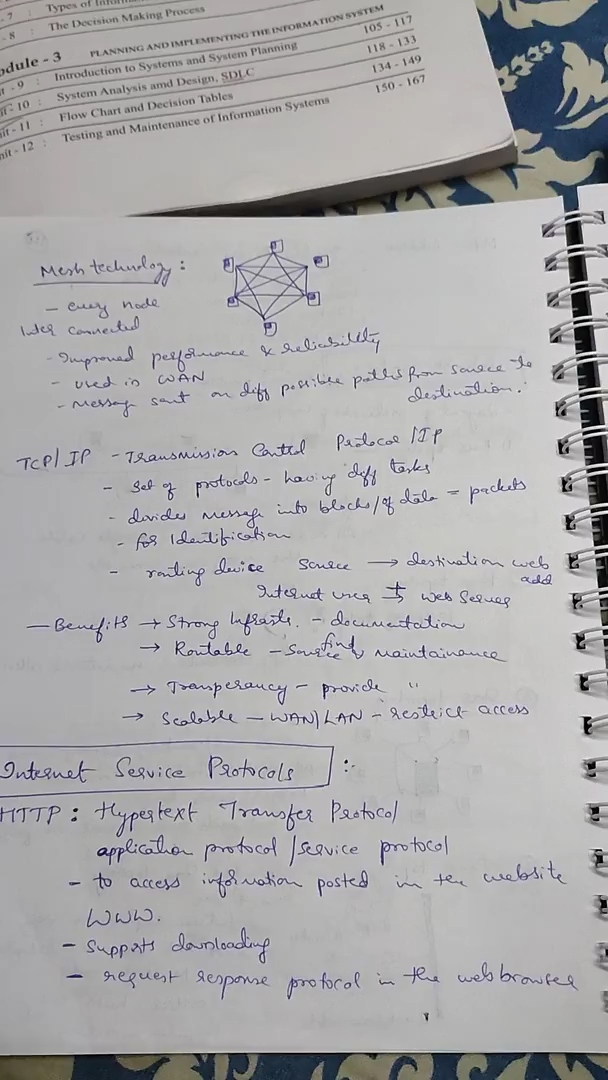 - 7 : Types of Inform
- 8 : The Decision Making Process
odule - 3 PLANNING AND IMPLEMENTING THE INFORMATION SYSTEM
it - 9 : Introduction to Systems and System Planning 105 - 117
it - 10 : System Analysis amd Design, SDLC 118 - 133
nit - 11 : Flow Chart and Decision Tables 134 - 149
nit - 12 : Testing and Maintenance of Information Systems 150 - 167
Mesh technology :
- every node
Inter connected
- Improved performance & reliability
- used in WAN
- Message sent on diff possible paths from source to
destination.
TCP/IP - Transmission Control Protocol /IP
- set of protocols - having diff tasks
- divides message into blocks/of data = packets
- for Identification
- routing device source → destination web
add
Internet user web Server
- Benefits → Strong Infrastr. - documentation
→ Routable - source find & maintainance
→ Transperancy - provide "
→ Scalable - WAN/LAN - restrict access
Internet Service Protocols :-
HTTP : Hypertext Transfer Protocol
application protocol /service protocol
- to access information posted in the website
WWW.
- Supports downloading
- request response protocol in the web browser